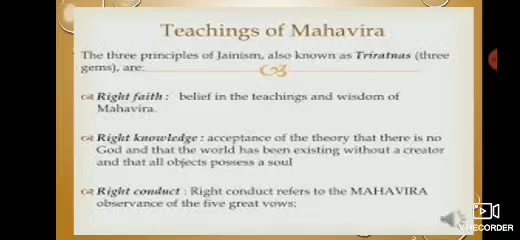 Teachings of Mahavira
The three principles of Jainism, also known as Triratnas (three
gems), are:
Right faith : belief in the teachings and wisdom of
Mahavira.
Right knowledge : acceptance of the theory that there is no
God and that the world has been existing without a creator
and that all objects possess a soul
Right conduct : Right conduct refers to the MAHAVIRA
observance of the five great vows: